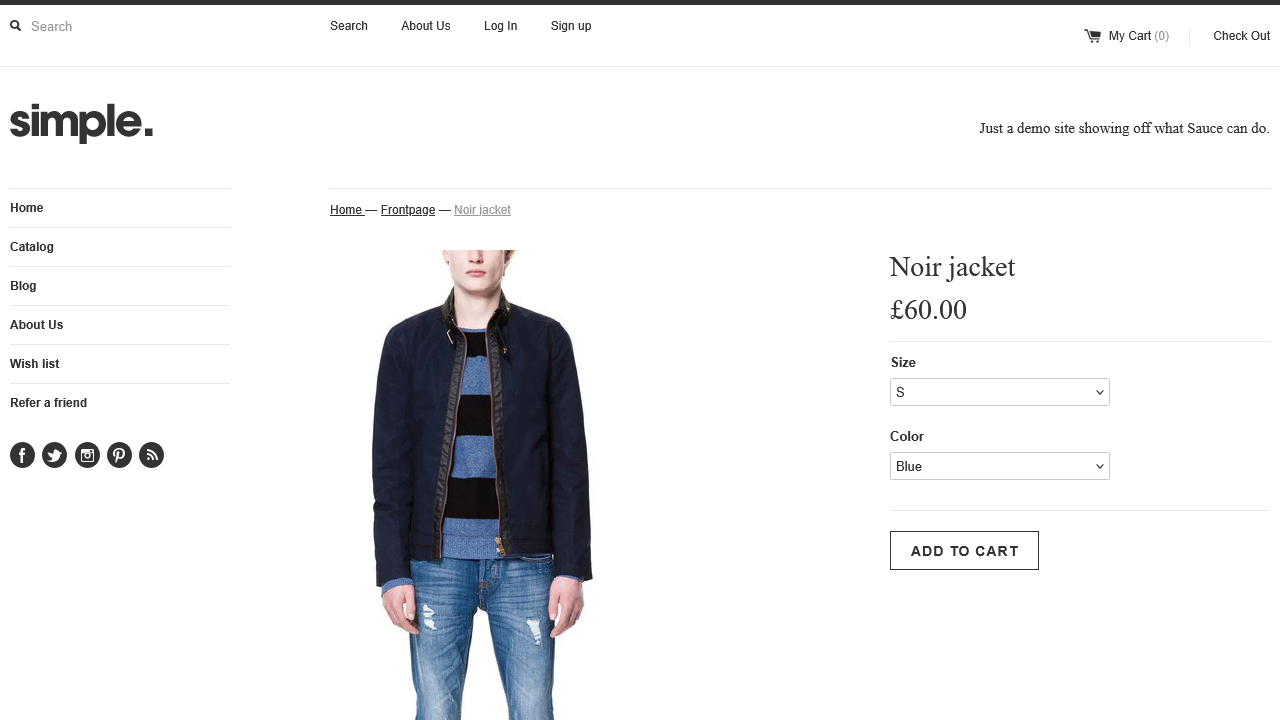 Search
Search About Us Log In Sign up
My Cart (0) Check Out
simple.
Just a demo site showing off what Sauce can do.
Home
Catalog
Blog
About Us
Wish list
Refer a friend
Home — Frontpage — Noir jacket
Noir jacket
£60.00
Size
S
Color
Blue
ADD TO CART